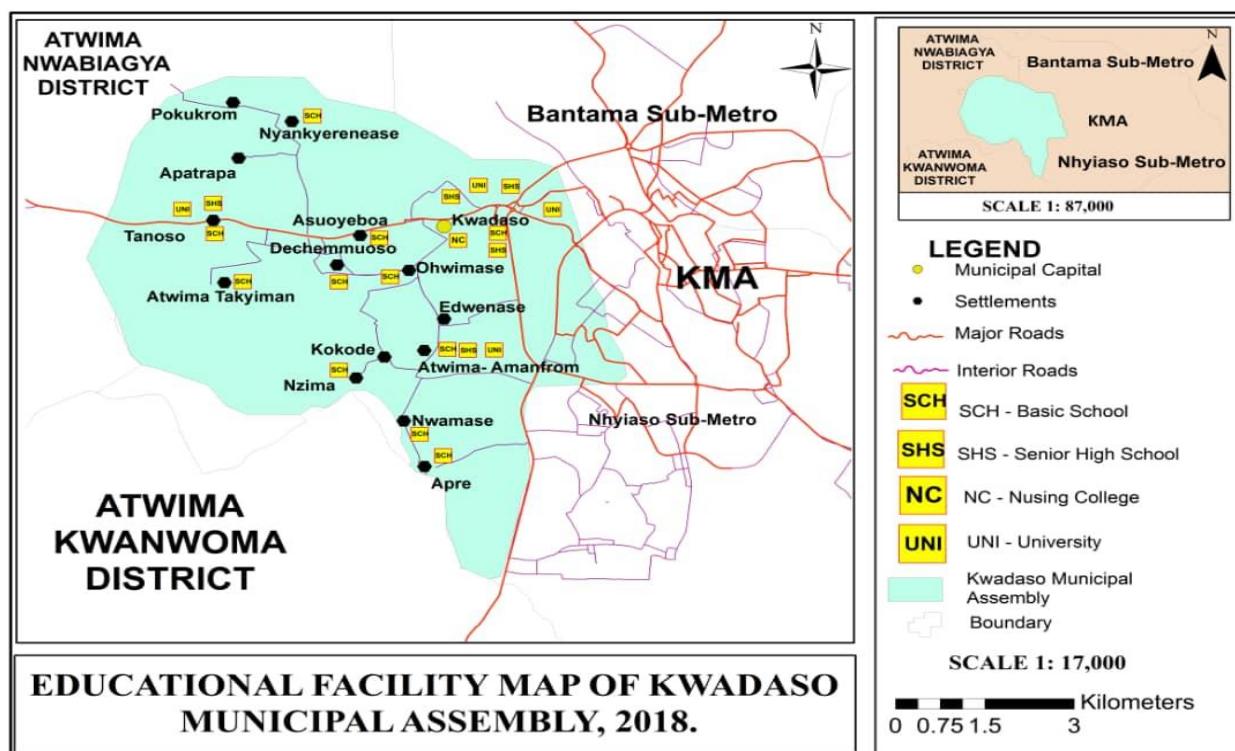 ATWIMA
NWABIAGYA
DISTRICT
N
Pokukrom
SCH
Nyankyerenease
Bantama Sub-Metro
Apatrapa
UNI
SHS
SHS
UNI
SHS
UNI
Asuoyeboa
Kwadaso
Tanoso
SCH
Dechemmuoso
SCH
NC
SCH
SHS
SCH
Ohwimase
KMA
Atwima Takyiman
SCH
SCH
Edwenase
Kokode
SCH
SHS
UNI
Atwima- Amanfrom
SCH
Nzima
Nwamase
Nhyiaso Sub-Metro
SCH
SCH
Apre
ATWIMA
KWANWOMA
DISTRICT
EDUCATIONAL FACILITY MAP OF KWADASO
MUNICIPAL ASSEMBLY, 2018.
ATWIMA
NWABIAGYA
DISTRICT
N
Bantama Sub-Metro
KMA
ATWIMA
KWANWOMA
DISTRICT
Nhyiaso Sub-Metro
SCALE 1: 87,000
LEGEND
Municipal Capital
Settlements
Major Roads
Interior Roads
SCH SCH - Basic School
SHS SHS - Senior High School
NC NC - Nusing College
UNI UNI - University
Kwadaso Municipal
Assembly
Boundary
SCALE 1: 17,000
Kilometers
0 0.75 1.5 3